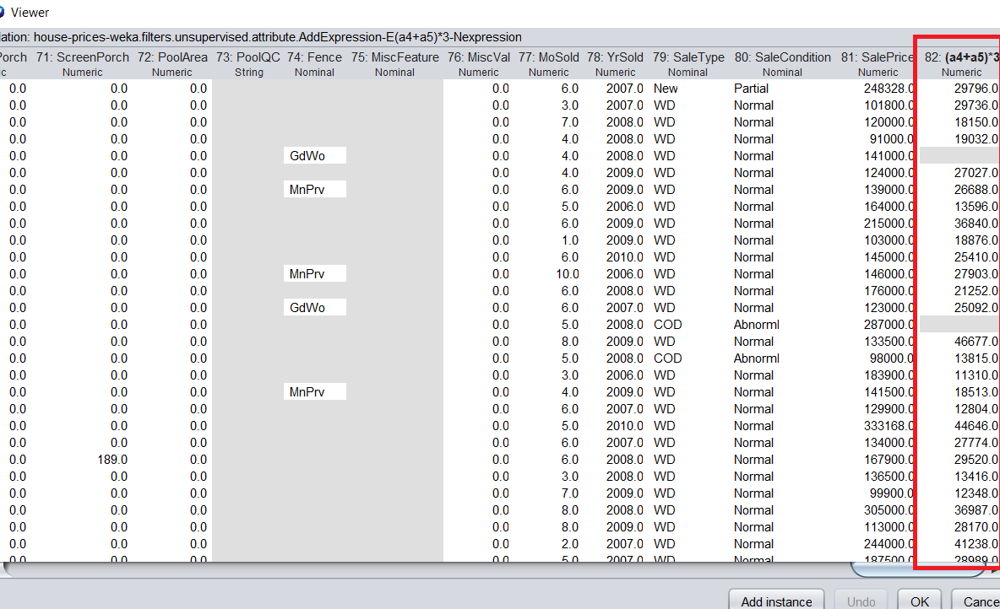 Viewer
lation: house-prices-weka.filters.unsupervised.attribute.AddExpression-E(a4+a5)*3-Nexpression
Porch 71: ScreenPorch 72: PoolArea 73: PoolQC 74: Fence 75: MiscFeature 76: MiscVal 77: MoSold 78: YrSold 79: SaleType 80: SaleCondition 81: SalePrice 82: (a4+a5)*3
ic Numeric Numeric String Nominal Nominal Numeric Numeric Numeric Nominal Nominal Numeric Numeric
0.0 0.0 0.0 0.0 6.0 2007.0 New Partial 248328.0 29796.0
0.0 0.0 0.0 0.0 3.0 2007.0 WD Normal 101800.0 29736.0
0.0 0.0 0.0 0.0 7.0 2008.0 WD Normal 120000.0 18150.0
0.0 0.0 0.0 0.0 4.0 2008.0 WD Normal 91000.0 19032.0
0.0 0.0 0.0 GdWo 0.0 4.0 2008.0 WD Normal 141000.0
0.0 0.0 0.0 0.0 4.0 2009.0 WD Normal 124000.0 27027.0
0.0 0.0 0.0 MnPrv 0.0 6.0 2009.0 WD Normal 139000.0 26688.0
0.0 0.0 0.0 0.0 5.0 2006.0 WD Normal 164000.0 13596.0
0.0 0.0 0.0 0.0 6.0 2009.0 WD Normal 215000.0 36840.0
0.0 0.0 0.0 0.0 1.0 2009.0 WD Normal 103000.0 18876.0
0.0 0.0 0.0 0.0 6.0 2010.0 WD Normal 145000.0 25410.0
0.0 0.0 0.0 MnPrv 0.0 10.0 2006.0 WD Normal 146000.0 27903.0
0.0 0.0 0.0 0.0 6.0 2008.0 WD Normal 176000.0 21252.0
0.0 0.0 0.0 GdWo 0.0 6.0 2007.0 WD Normal 123000.0 25092.0
0.0 0.0 0.0 0.0 5.0 2008.0 COD Abnorml 287000.0
0.0 0.0 0.0 0.0 8.0 2009.0 WD Normal 133500.0 46677.0
0.0 0.0 0.0 0.0 5.0 2008.0 COD Abnorml 98000.0 13815.0
0.0 0.0 0.0 0.0 3.0 2006.0 WD Normal 183900.0 11310.0
0.0 0.0 0.0 MnPrv 0.0 4.0 2009.0 WD Normal 141500.0 18513.0
0.0 0.0 0.0 0.0 6.0 2007.0 WD Normal 129900.0 12804.0
0.0 0.0 0.0 0.0 5.0 2010.0 WD Normal 333168.0 44646.0
0.0 0.0 0.0 0.0 6.0 2007.0 WD Normal 134000.0 27774.0
0.0 189.0 0.0 0.0 6.0 2008.0 WD Normal 167900.0 29520.0
0.0 0.0 0.0 0.0 3.0 2008.0 WD Normal 136500.0 13416.0
0.0 0.0 0.0 0.0 7.0 2009.0 WD Normal 99900.0 12348.0
0.0 0.0 0.0 0.0 8.0 2008.0 WD Normal 305000.0 36987.0
0.0 0.0 0.0 0.0 8.0 2009.0 WD Normal 113000.0 28170.0
0.0 0.0 0.0 0.0 2.0 2007.0 WD Normal 244000.0 41238.0
0.0 0.0 0.0 0.0 5.0 2007.0 WD Normal 187500.0 28989.0
Add instance Undo OK Cance